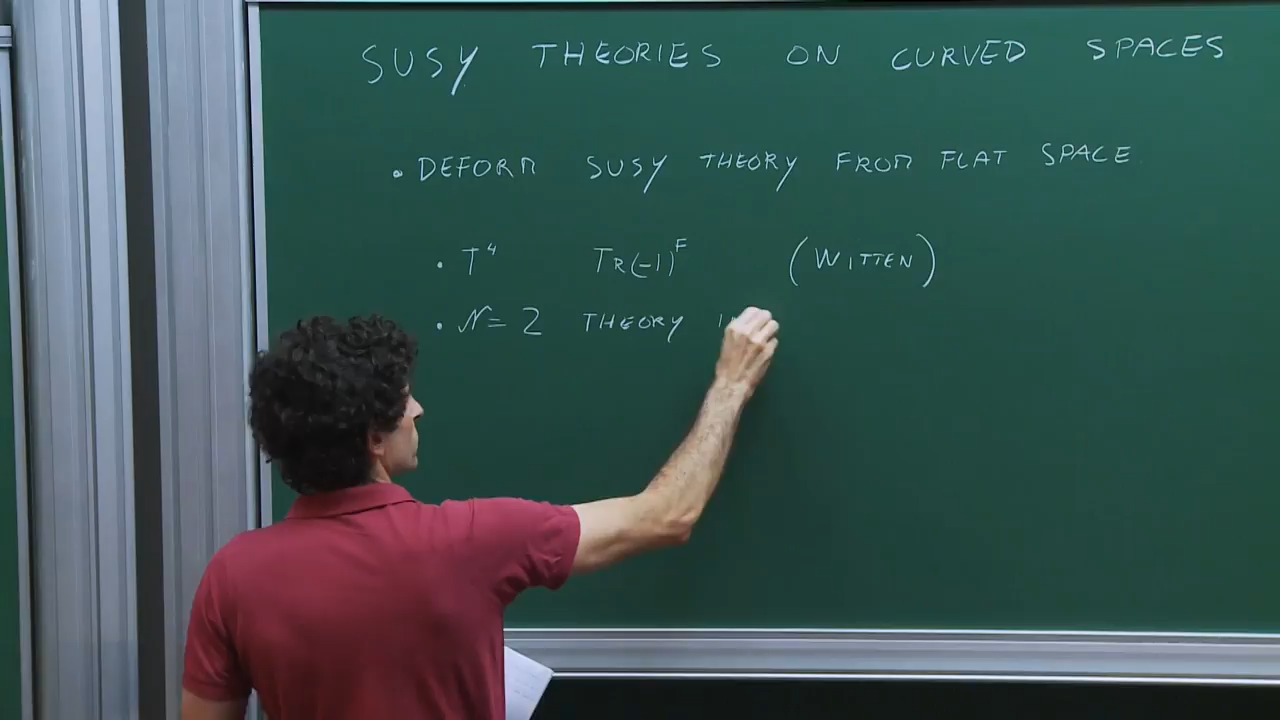 SUSY THEORIES ON CURVED SPACES
• DEFORM SUSY THEORY FROM FLAT SPACE
• T⁴ TR(-1)^F (WITTEN)
• 𝒩=2 THEORY